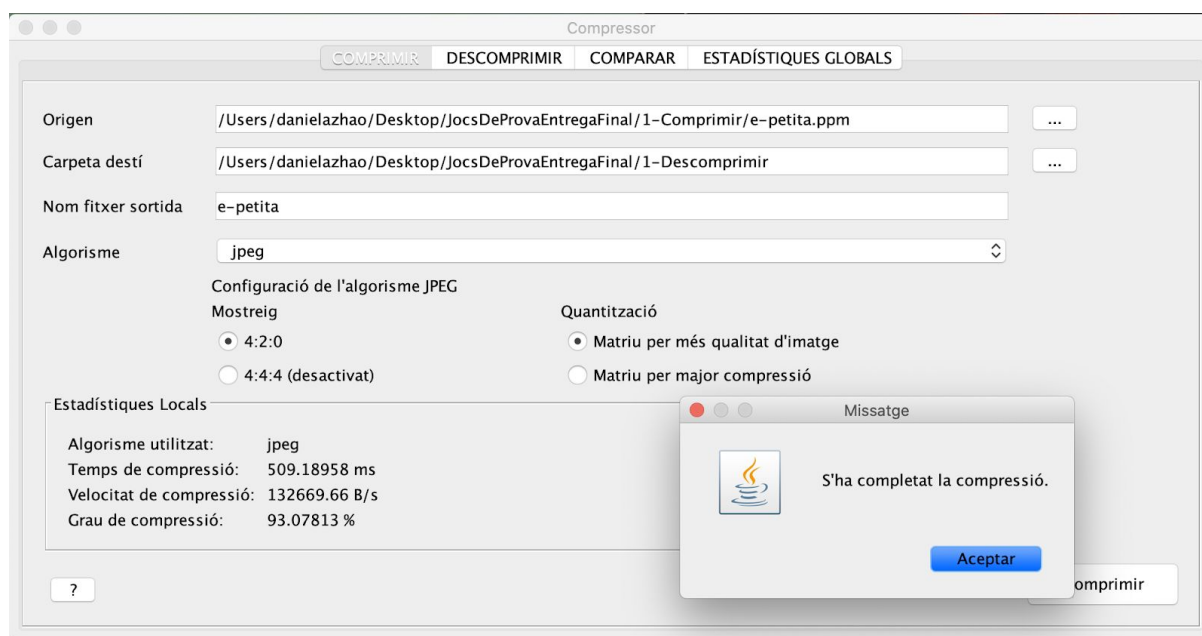 Compressor
COMPRIMIR DESCOMPRIMIR COMPARAR ESTADÍSTIQUES GLOBALS
Origen /Users/danielazhao/Desktop/JocsDeProvaEntregaFinal/1-Comprimir/e-petita.ppm ...
Carpeta destí /Users/danielazhao/Desktop/JocsDeProvaEntregaFinal/1-Descomprimir ...
Nom fitxer sortida e-petita
Algorisme jpeg
Configuració de l'algorisme JPEG
Mostreig Quantització
4:2:0 Matriu per més qualitat d'imatge
4:4:4 (desactivat) Matriu per major compressió
Estadístiques Locals
Missatge
Algorisme utilitzat: jpeg
Temps de compressió: 509.18958 ms
S'ha completat la compressió.
Velocitat de compressió: 132669.66 B/s
Grau de compressió: 93.07813 %
Aceptar
? omprimir